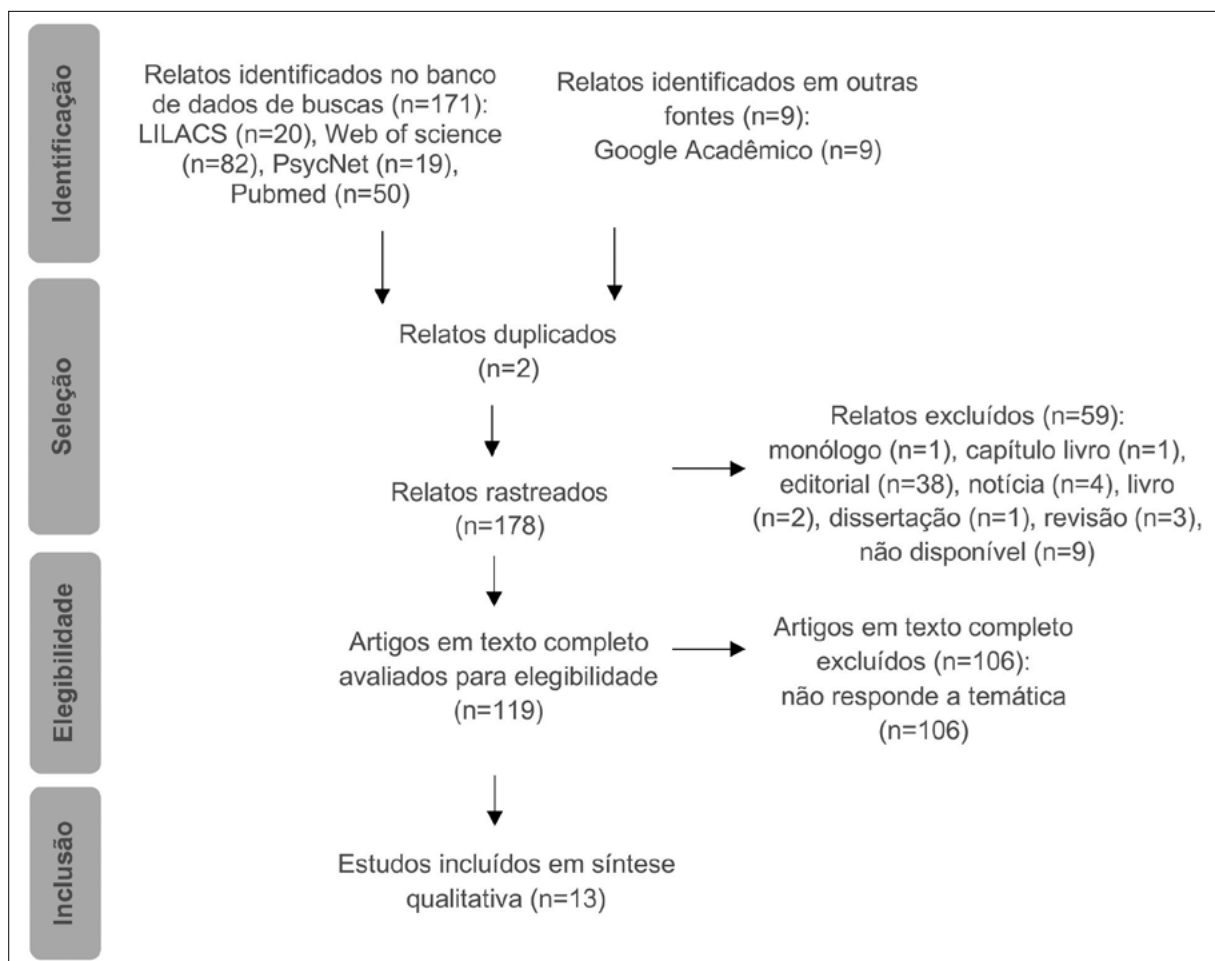 Identificação
Relatos identificados no banco
de dados de buscas (n=171):
LILACS (n=20), Web of science
(n=82), PsycNet (n=19),
Pubmed (n=50)
Relatos identificados em outras
fontes (n=9):
Google Acadêmico (n=9)
Seleção
Relatos duplicados
(n=2)
Relatos rastreados
(n=178)
Relatos excluídos (n=59):
monólogo (n=1), capítulo livro (n=1),
editorial (n=38), notícia (n=4), livro
(n=2), dissertação (n=1), revisão (n=3),
não disponível (n=9)
Elegibilidade
Artigos em texto completo
avaliados para elegibilidade
(n=119)
Artigos em texto completo
excluídos (n=106):
não responde a temática
(n=106)
Inclusão
Estudos incluídos em síntese
qualitativa (n=13)